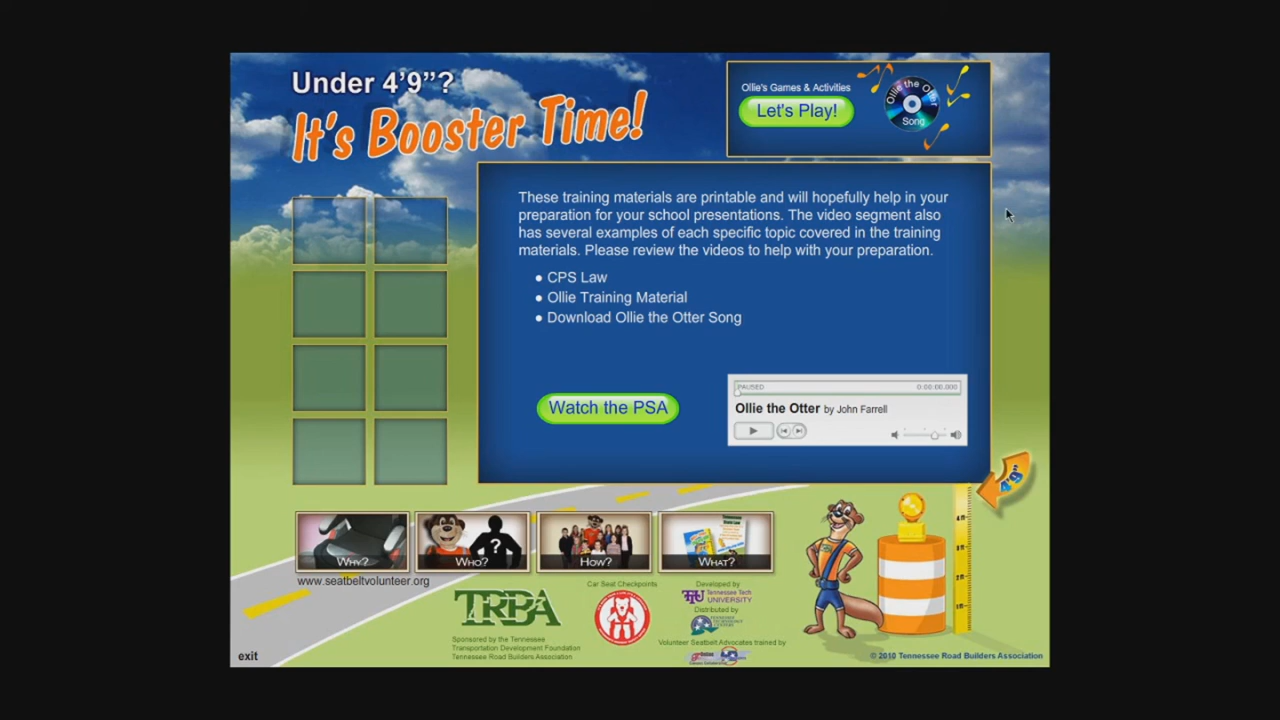 Under 4'9”?
It's Booster Time!
Ollie's Games & Activities
Let's Play!
Ollie the Otter
Song
These training materials are printable and will hopefully help in your
preparation for your school presentations. The video segment also
has several examples of each specific topic covered in the training
materials. Please review the videos to help with your preparation.
● CPS Law
● Ollie Training Material
● Download Ollie the Otter Song
Watch the PSA
PAUSED 0:00:00.000
Ollie the Otter by John Farrell
4'9"
WHY?
WHO?
?
HOW?
WHAT?
www.seatbeltvolunteer.org
TRBA
Sponsored by the Tennessee
Transportation Development Foundation
Tennessee Road Builders Association
Car Seat Checkpoints
Developed by
Tennessee Tech
UNIVERSITY
Distributed by
Volunteer Seatbelt Advocates trained by
exit
© 2010 Tennessee Road Builders Association